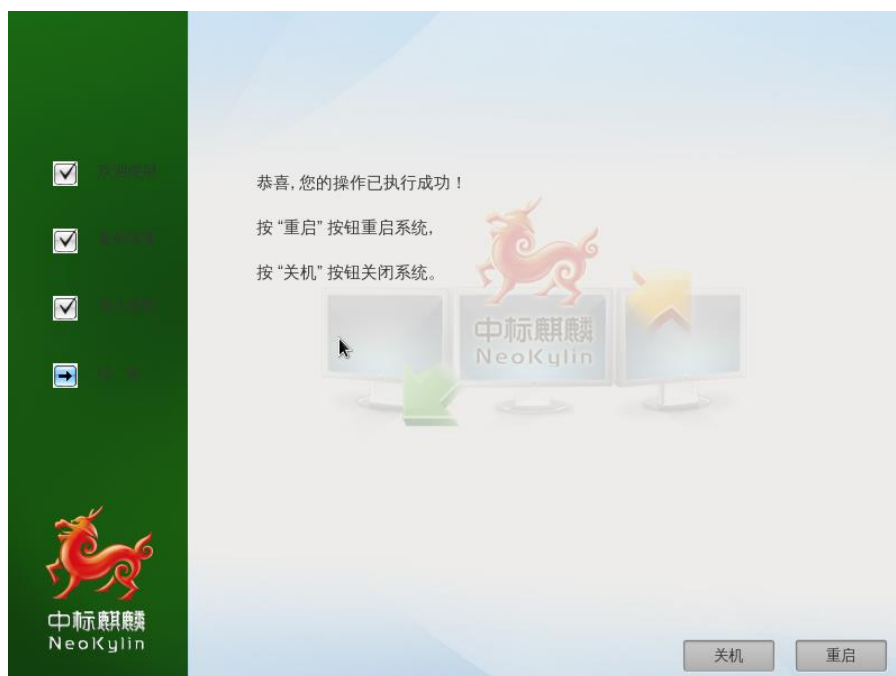 恭喜, 您的操作已执行成功！
按 “重启” 按钮重启系统,
按 “关机” 按钮关闭系统。
中标麒麟
NeoKylin
中标麒麟
NeoKylin
关机
重启